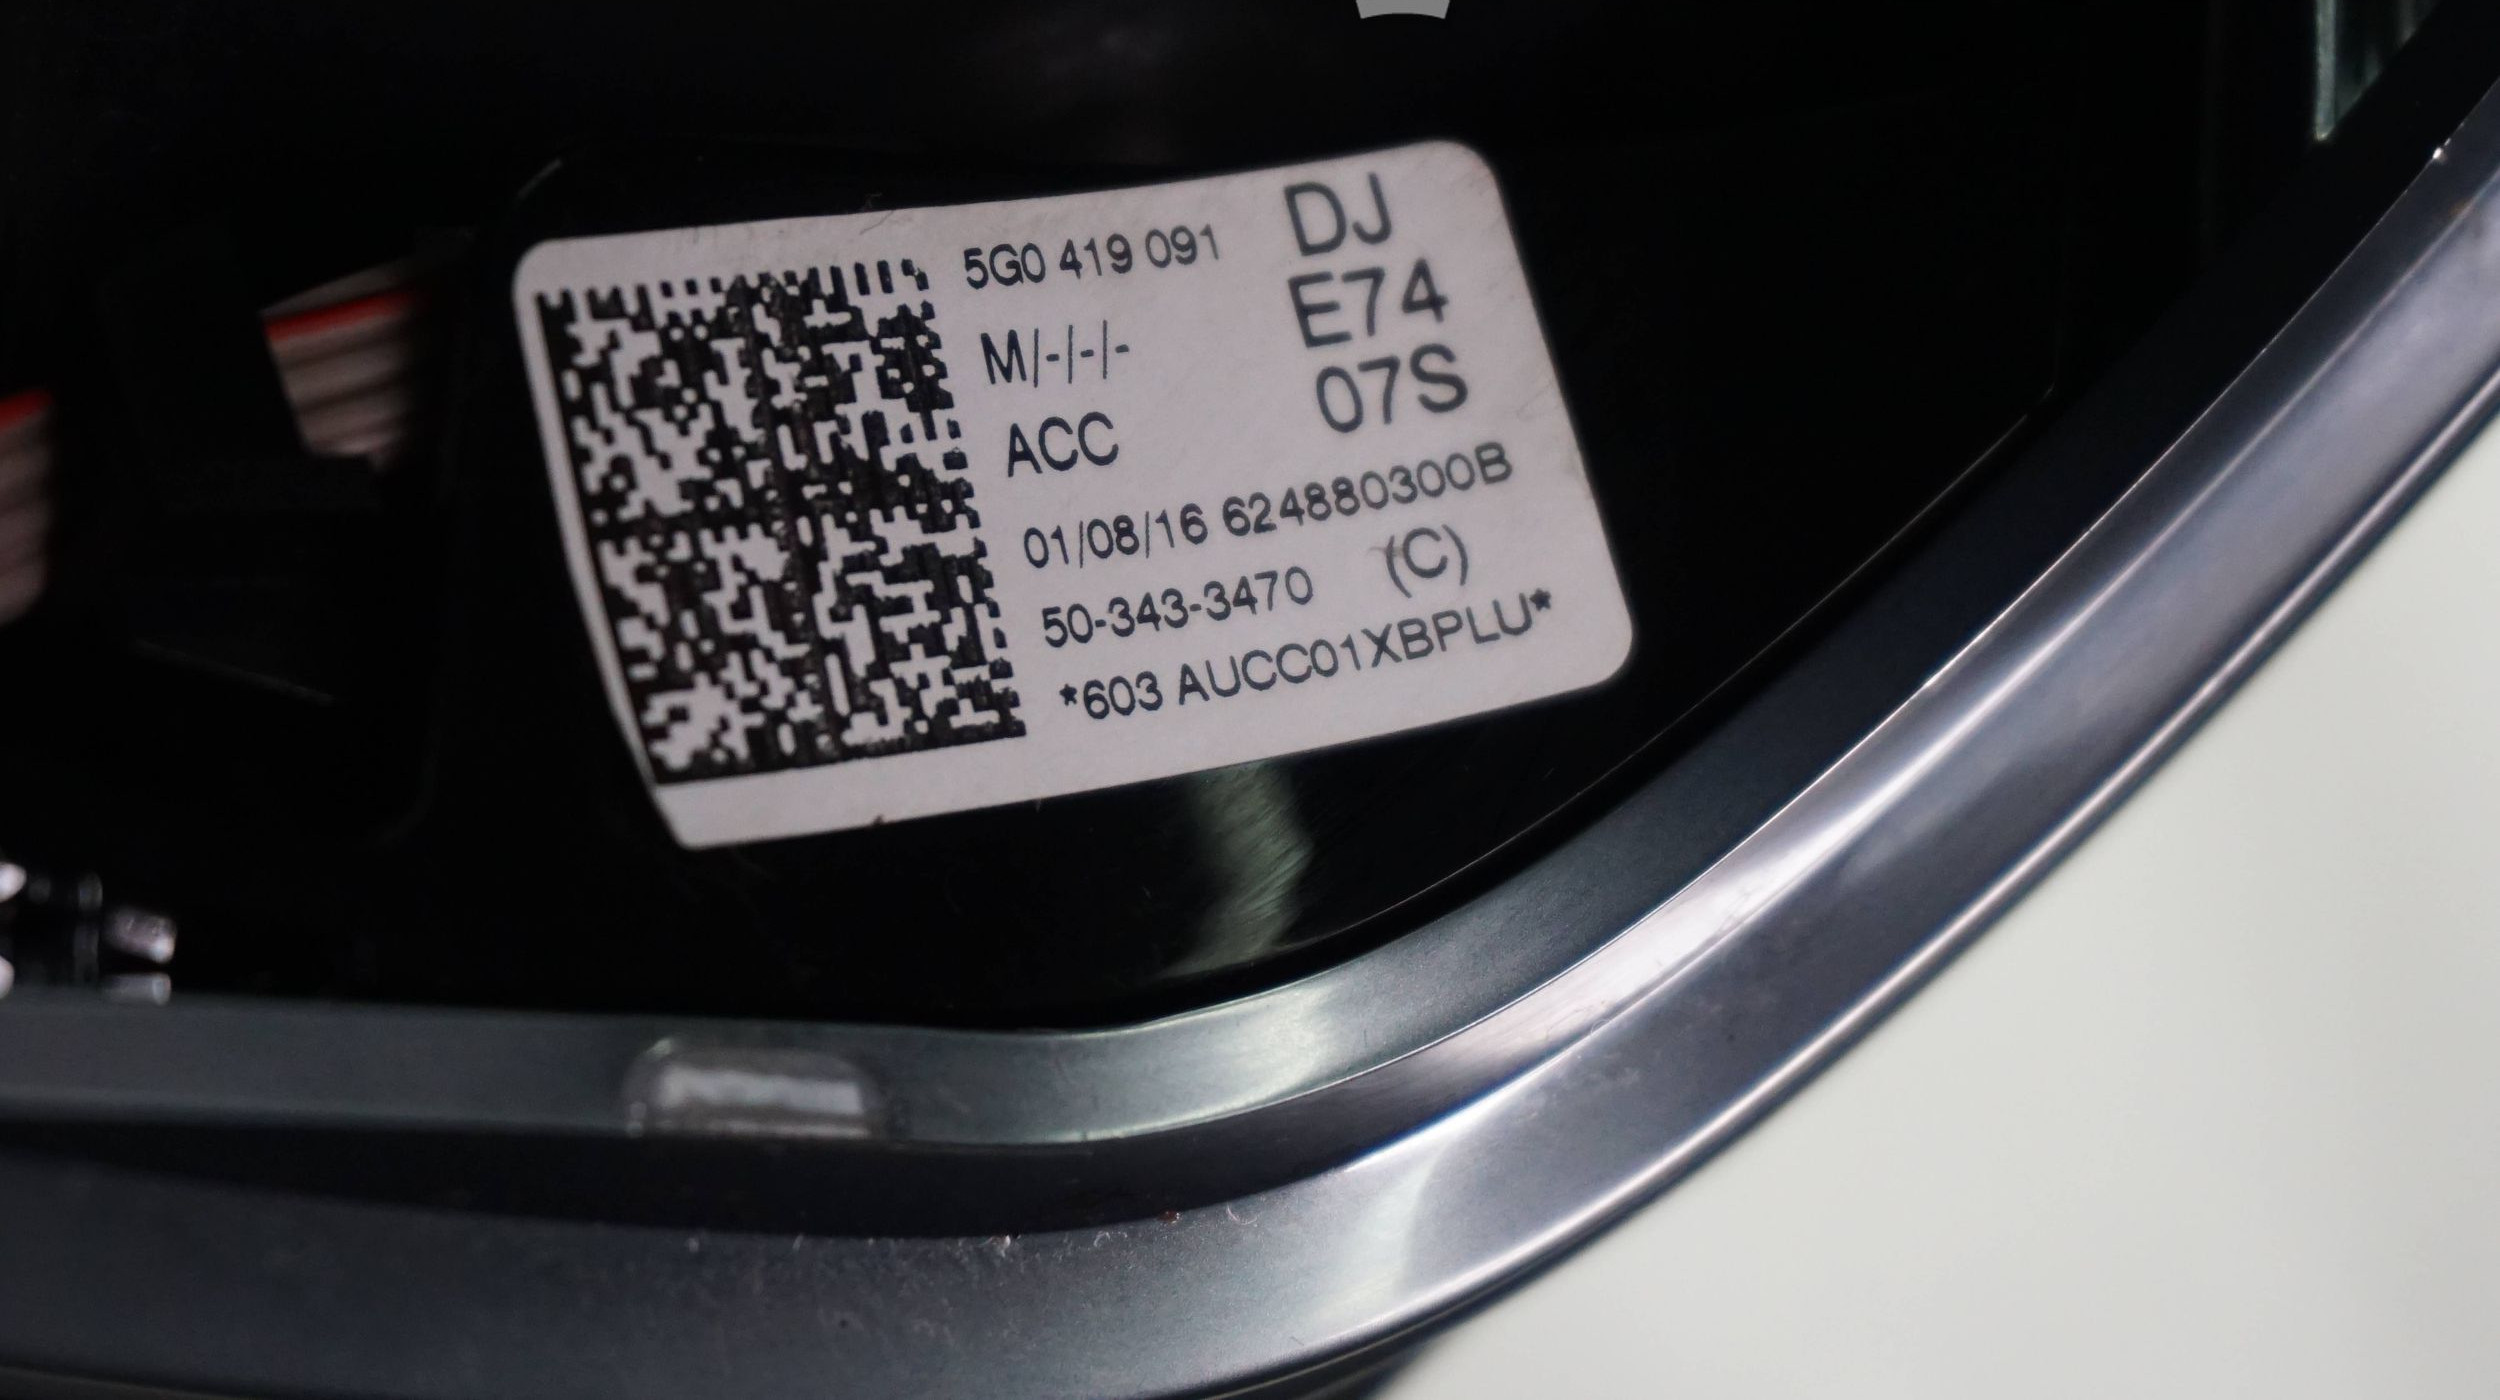 5G0 419 091 DJ
M/-/-/- E74
ACC 07S
01/08/16 624880300B
50-343-3470 (C)
*603 AUCC01XBPLU*